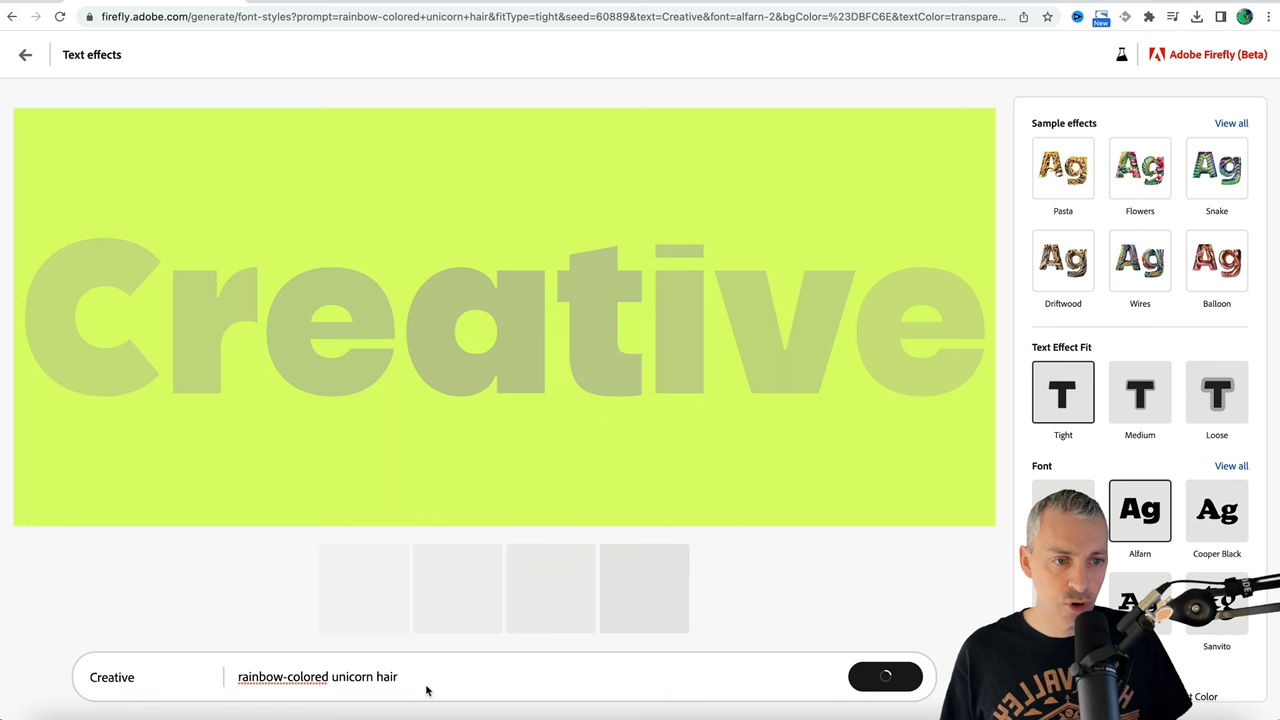 firefly.adobe.com/generate/font-styles?prompt=rainbow-colored+unicorn+hair&fitType=tight&seed=60889&text=Creative&font=alfarn-2&bgColor=%23DBFC6E&textColor=transpare...
New
Text effects
Adobe Firefly (Beta)
Creative
Sample effects
View all
Ag
Ag
Ag
Pasta
Flowers
Snake
Ag
Ag
Ag
Driftwood
Wires
Balloon
Text Effect Fit
T
T
T
Tight
Medium
Loose
Font
View all
Ag
Ag
Alfarn
Cooper Black
Sanvito
Creative
rainbow-colored unicorn hair
Color